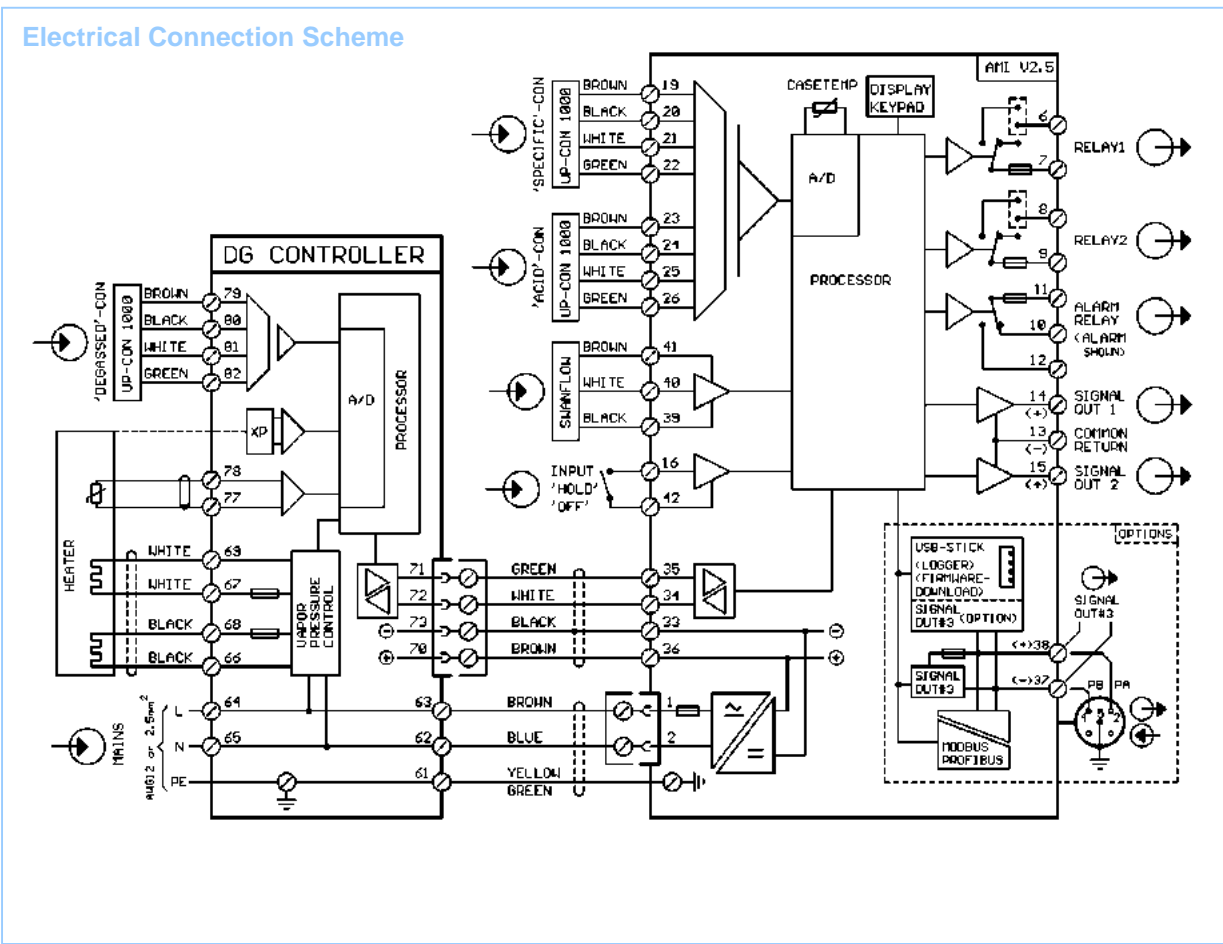 Electrical Connection Scheme
AMI V2.5
'SPECIFIC'-CON
UP-CON 1000
BROWN 19
BLACK 20
WHITE 21
GREEN 22
CASETEMP
DISPLAY
KEYPAD
A/D
PROCESSOR
6
7
RELAY1
8
9
RELAY2
11
10
12
ALARM
RELAY
(ALARM
SHOWN)
'ACID'-CON
UP-CON 1000
BROWN 23
BLACK 24
WHITE 25
GREEN 26
SWANFLOW
BROWN 41
WHITE 40
BLACK 39
INPUT
'HOLD'
'OFF'
16
42
14
(+)
SIGNAL
OUT 1
13
(-)
COMMON
RETURN
15
(+)
SIGNAL
OUT 2
DG CONTROLLER
'DEGASSED'-CON
UP-CON 1000
BROWN 79
BLACK 80
WHITE 81
GREEN 82
A/D
PROCESSOR
XP
78
77
HEATER
WHITE 69
WHITE 67
BLACK 68
BLACK 66
VAPOR
PRESSURE
CONTROL
71 GREEN 35
72 WHITE 34
73 BLACK 33
70 BROWN 36
MAINS
AWG12 or 2.5mm²
L 64
N 65
PE
63 BROWN 1
62 BLUE 2
61 YELLOW
GREEN
OPTIONS
USB-STICK
(LOGGER)
(FIRMWARE-
DOWNLOAD)
SIGNAL
OUT#3 (OPTION)
SIGNAL
OUT#3
(+)38
(-)37
SIGNAL
OUT#3
MODBUS
PROFIBUS
PB PA
4 5 2